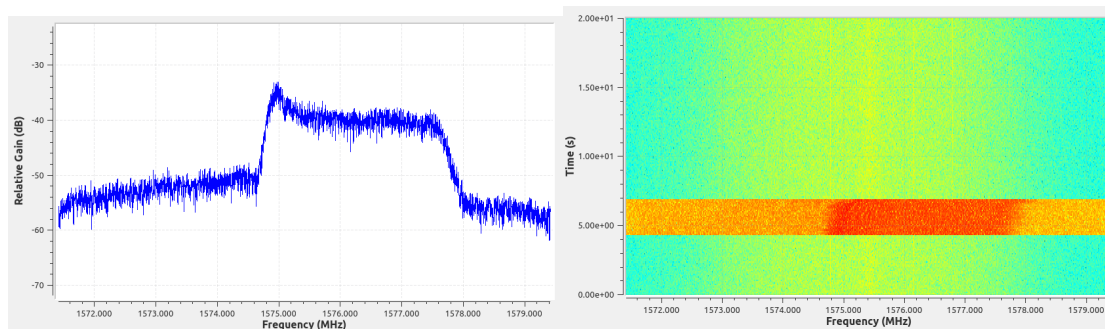 -30
-40
-50
-60
-70
Relative Gain (dB)
1572.000 1573.000 1574.000 1575.000 1576.000 1577.000 1578.000 1579.000
Frequency (MHz)
2.00e+01
1.50e+01
1.00e+01
5.00e+00
0.00e+00
Time (s)
1572.000 1573.000 1574.000 1575.000 1576.000 1577.000 1578.000 1579.000
Frequency (MHz)